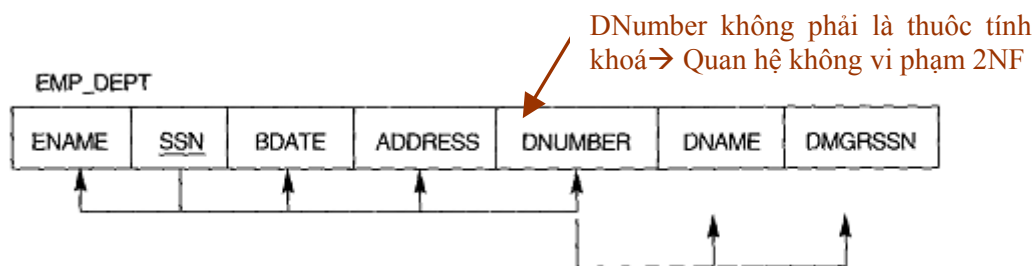 DNumber không phải là thuôc tính
khoá→ Quan hệ không vi phạm 2NF
EMP_DEPT
ENAME SSN BDATE ADDRESS DNUMBER DNAME DMGRSSN